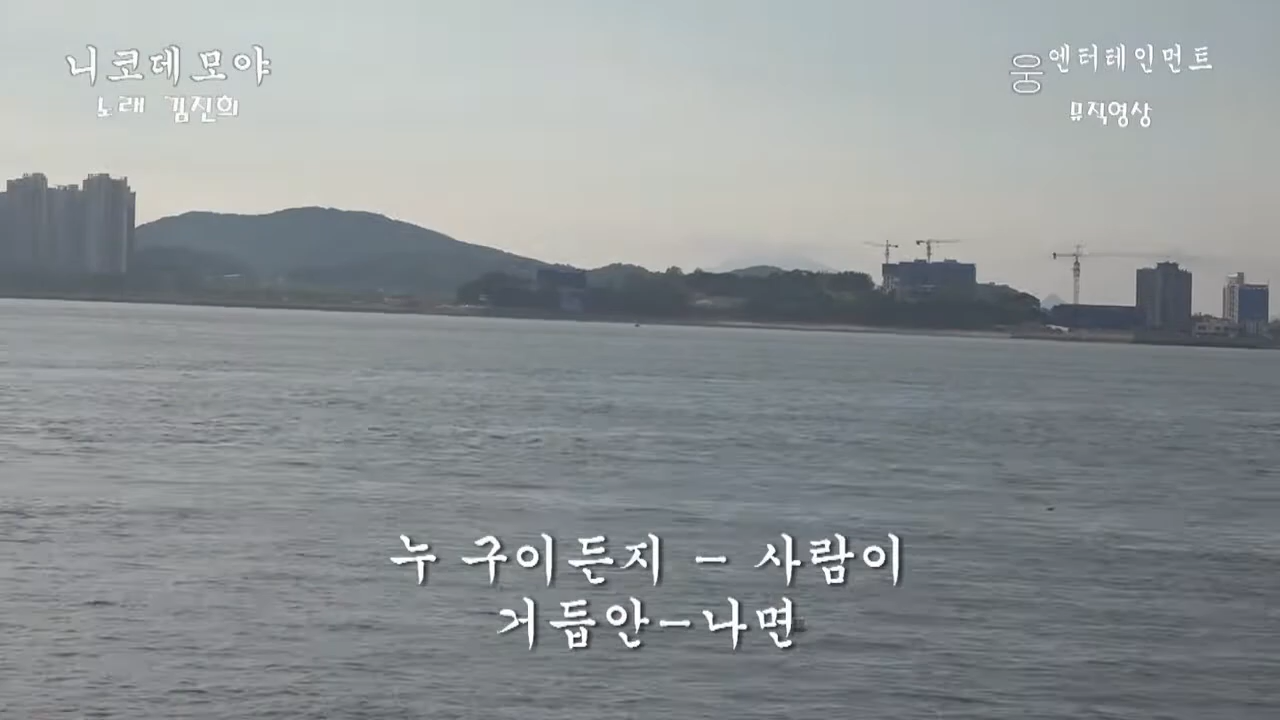 니코데모야
노래 김진희
웅엔터테인먼트
뮤직영상
누 구이든지 - 사람이
거듭안-나면